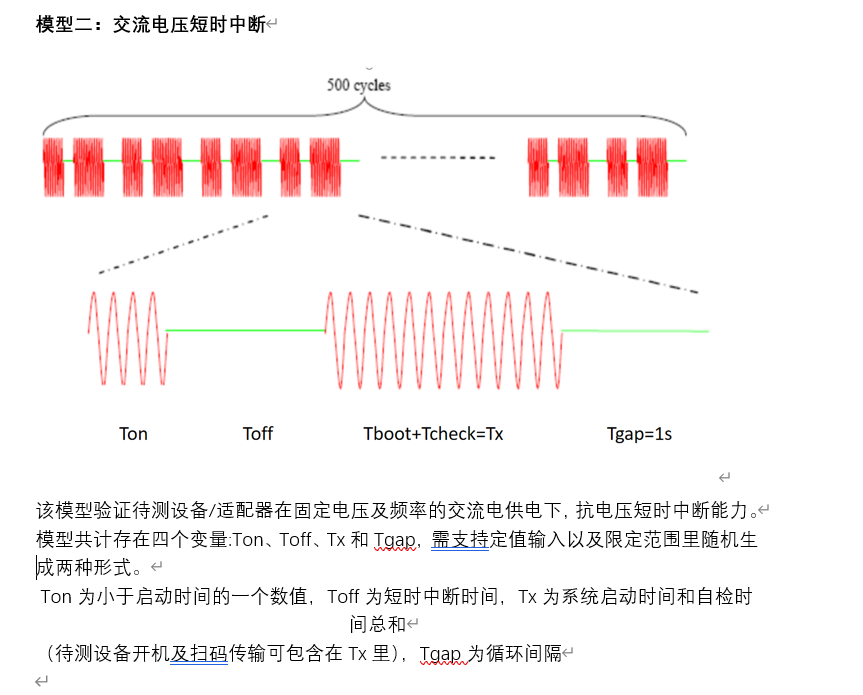 模型二：交流电压短时中断
500 cycles
Ton Toff Tboot+Tcheck=Tx Tgap=1s
该模型验证待测设备/适配器在固定电压及频率的交流电供电下，抗电压短时中断能力。
模型共计存在四个变量:Ton、Toff、Tx 和 Tgap，需支持定值输入以及限定范围里随机生
成两种形式。
Ton 为小于启动时间的一个数值，Toff 为短时中断时间，Tx 为系统启动时间和自检时
间总和
（待测设备开机及扫码传输可包含在 Tx 里），Tgap 为循环间隔